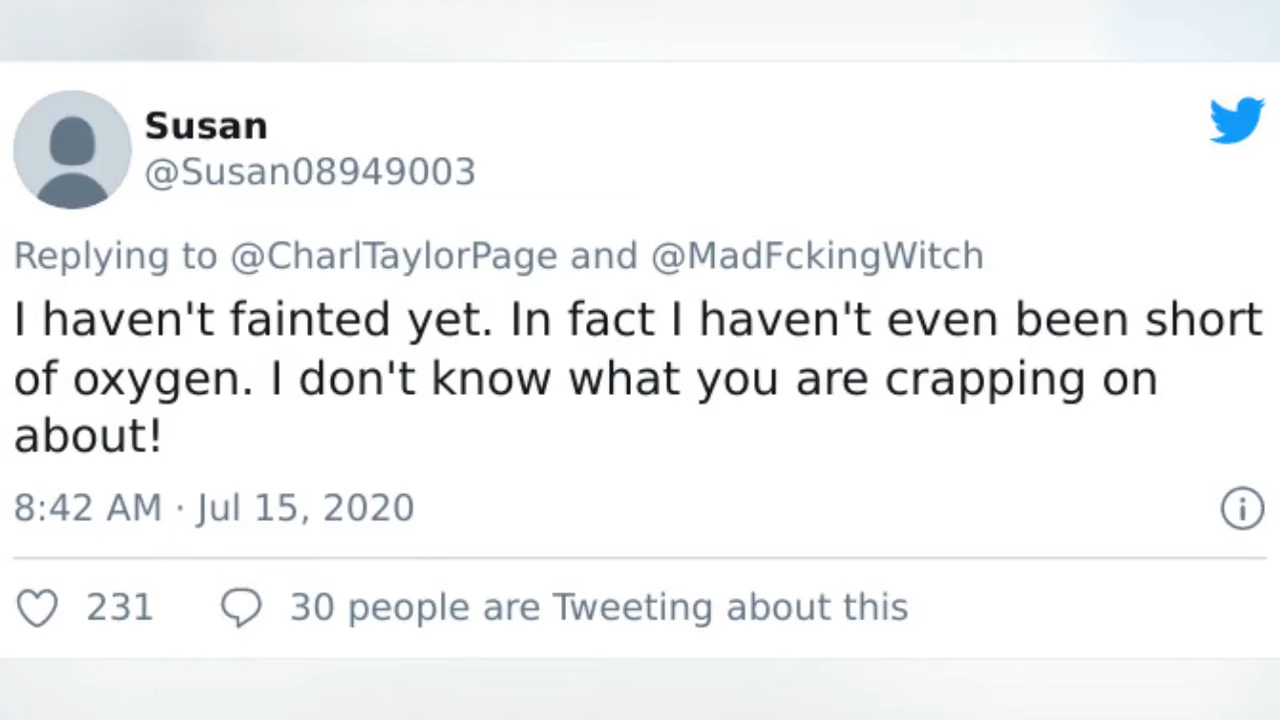 Susan
@Susan08949003
Replying to @CharlTaylorPage and @MadFckingWitch
I haven't fainted yet. In fact I haven't even been short
of oxygen. I don't know what you are crapping on
about!
8:42 AM · Jul 15, 2020
231
30 people are Tweeting about this